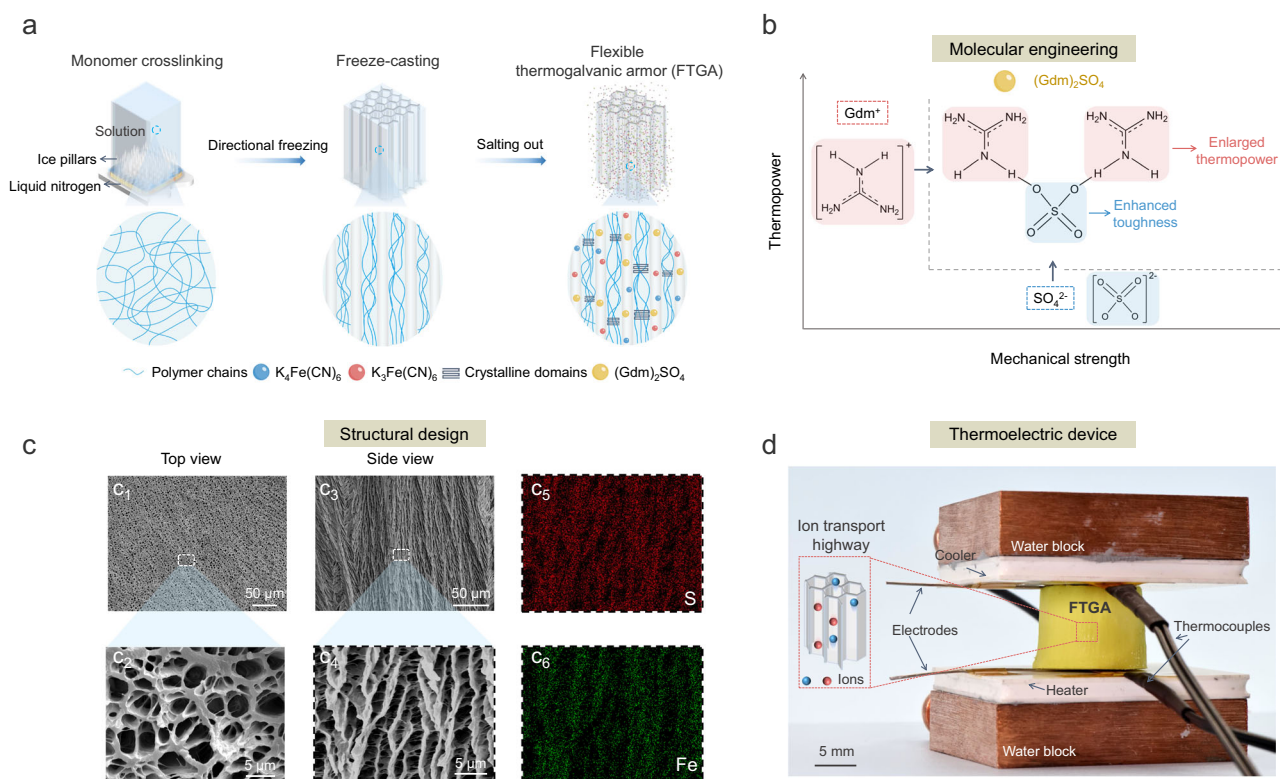 a
Monomer crosslinking
Freeze-casting
Flexible
thermogalvanic armor (FTGA)
Solution
Ice pillars
Liquid nitrogen
Directional freezing
Salting out
Polymer chains
K₄Fe(CN)₆
K₃Fe(CN)₆
Crystalline domains
(Gdm)₂SO₄
b
Molecular engineering
(Gdm)₂SO₄
Thermopower
Gdm⁺
H H
N
H₂N NH₂
+
H₂N NH₂
N
H H
H₂N NH₂
N
H H
O O
S
O O
Enlarged
thermopower
Enhanced
toughness
SO₄²⁻
O O
S
O O
2-
Mechanical strength
c
Structural design
Top view
Side view
c₁
50 µm
c₃
50 µm
c₅
S
c₂
5 µm
c₄
5 µm
c₆
Fe
d
Thermoelectric device
Ion transport
highway
Ions
Cooler
Water block
FTGA
Electrodes
Thermocouples
Heater
Water block
5 mm